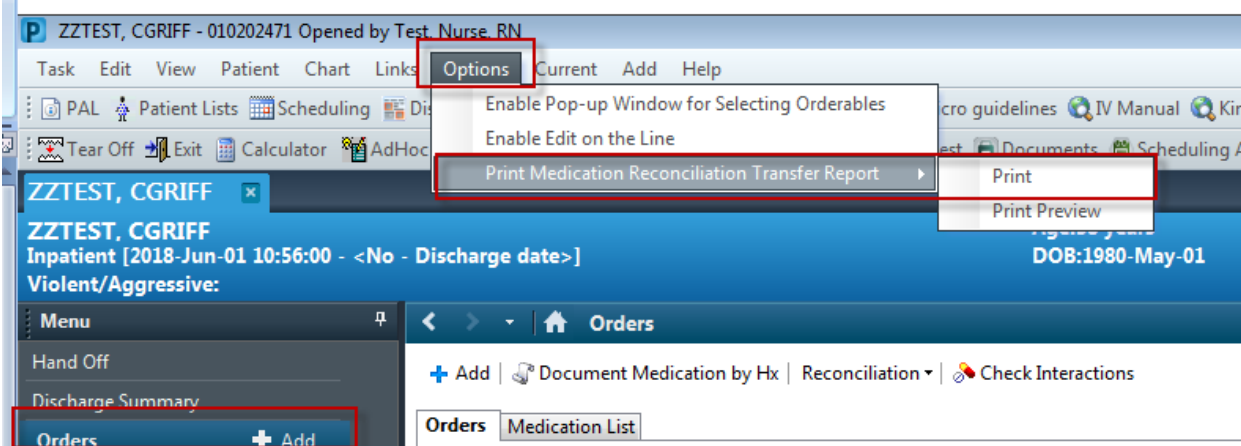 P ZZTEST, CGRIFF - 010202471 Opened by Test, Nurse, RN
Task Edit View Patient Chart Links Options Current Add Help
PAL Patient Lists Scheduling Dis cro guidelines IV Manual Kin
Enable Pop-up Window for Selecting Orderables
Enable Edit on the Line
Tear Off Exit Calculator AdHoc est Documents Scheduling A
Print Medication Reconciliation Transfer Report Print
Print Preview
ZZTEST, CGRIFF
ZZTEST, CGRIFF
Inpatient [2018-Jun-01 10:56:00 - <No - Discharge date>] DOB:1980-May-01
Violent/Aggressive:
Menu Orders
Hand Off
Add Document Medication by Hx Reconciliation Check Interactions
Discharge Summary
Orders Medication List
Orders Add